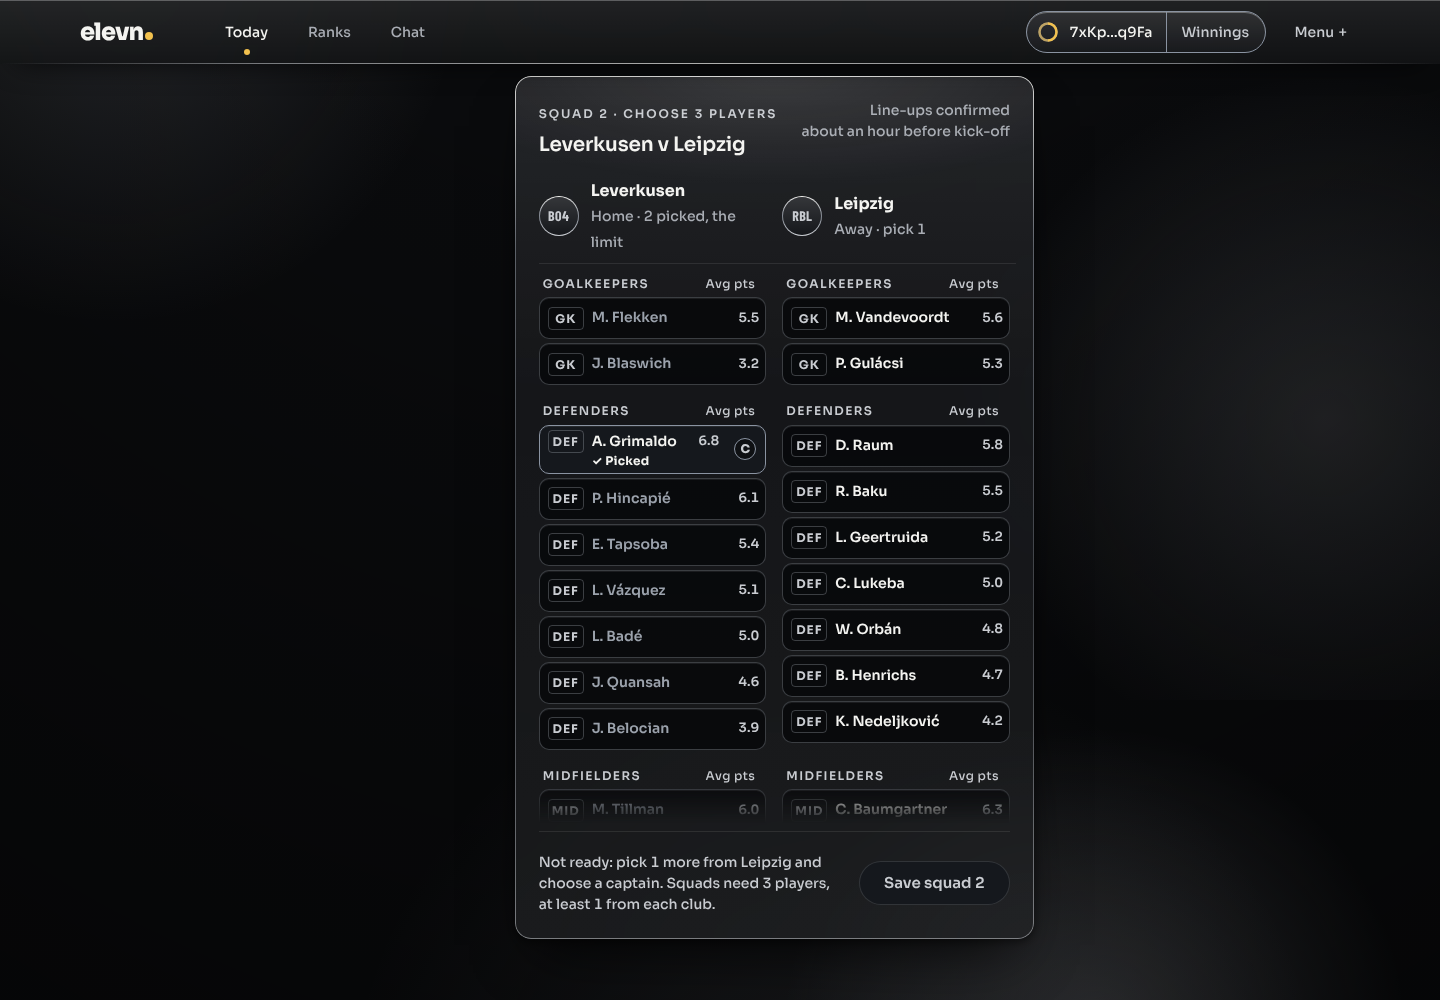 elevn.
Today
Ranks
Chat
7xKp...q9Fa
Winnings
Menu +
SQUAD 2 · CHOOSE 3 PLAYERS
Leverkusen v Leipzig
Line-ups confirmed
about an hour before kick-off
B04
Leverkusen
Home · 2 picked, the
limit
RBL
Leipzig
Away · pick 1
GOALKEEPERS Avg pts
GK M. Flekken 5.5
GK J. Blaswich 3.2
DEFENDERS Avg pts
DEF A. Grimaldo 6.8 C
✓ Picked
DEF P. Hincapié 6.1
DEF E. Tapsoba 5.4
DEF L. Vázquez 5.1
DEF L. Badé 5.0
DEF J. Quansah 4.6
DEF J. Belocian 3.9
MIDFIELDERS Avg pts
MID M. Tillman 6.0
GOALKEEPERS Avg pts
GK M. Vandevoordt 5.6
GK P. Gulácsi 5.3
DEFENDERS Avg pts
DEF D. Raum 5.8
DEF R. Baku 5.5
DEF L. Geertruida 5.2
DEF C. Lukeba 5.0
DEF W. Orbán 4.8
DEF B. Henrichs 4.7
DEF K. Nedeljković 4.2
MIDFIELDERS Avg pts
MID C. Baumgartner 6.3
Not ready: pick 1 more from Leipzig and
choose a captain. Squads need 3 players,
at least 1 from each club.
Save squad 2